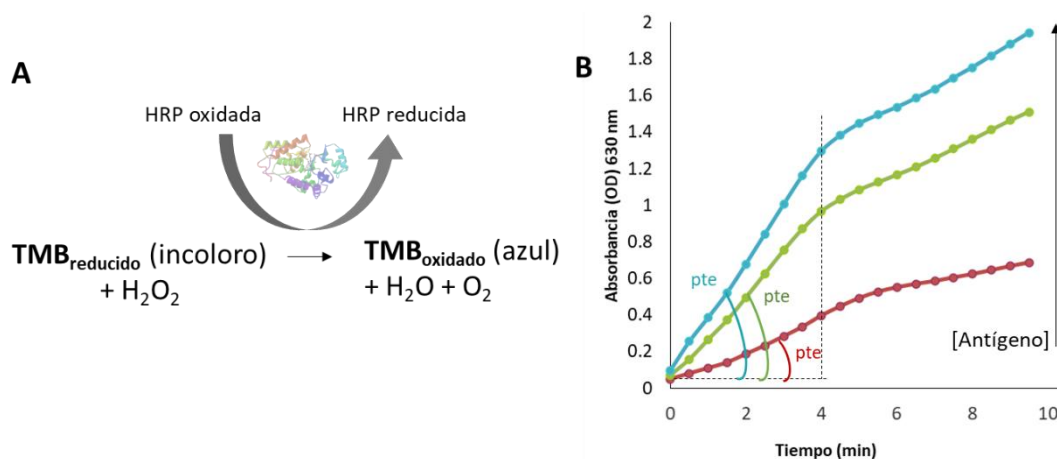 A
HRP oxidada
HRP reducida
TMBreducido (incoloro)
+ H2O2
TMBoxidado (azul)
+ H2O + O2
B
Absorbancia (OD) 630 nm
2
1.8
1.6
1.4
1.2
1
0.8
0.6
0.4
0.2
0
pte
pte
pte
[Antígeno]
0
2
4
6
8
10
Tiempo (min)